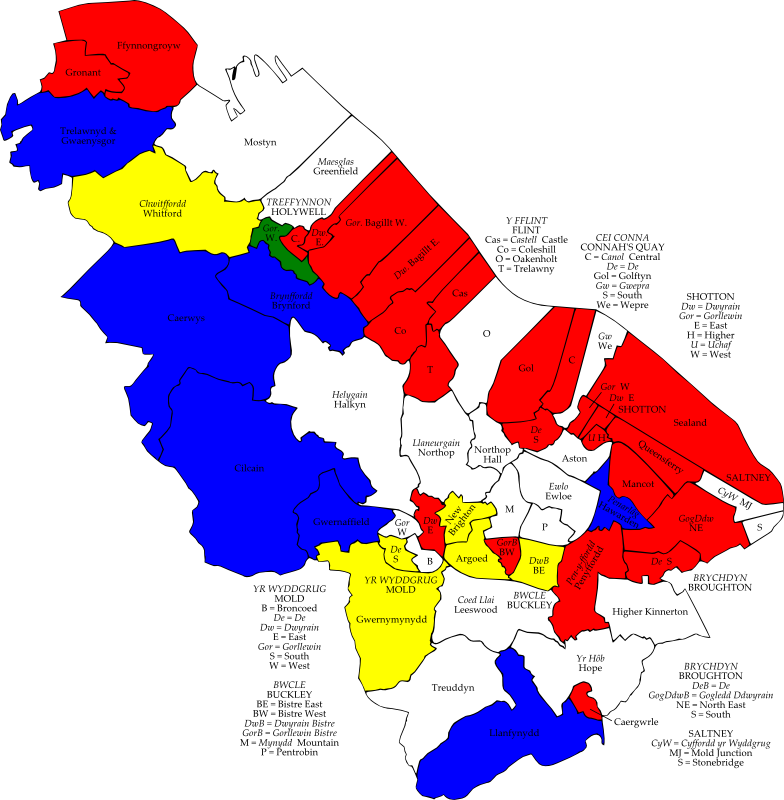 Ffynnongroyw
Gronant
Trelawnyd &
Gwaenysgor
Mostyn
Maesglas
Greenfield
Chwitffordd
Whitford
TREFFYNNON
HOLYWELL
Gor.
W.
C.
Dw.
E.
Gor. Bagillt W.
Dw. Bagillt E.
Brynford
Caerwys
Co
Cas
T
O
Y FFLINT
FLINT
Cas = Castell Castle
Co = Coleshill
O = Oakenholt
T = Trelawny
CEI CONNA
CONNAH'S QUAY
C = Canol Central
De = De
Gol = Golftyn
Gw = Gwepra
S = South
We = Wepre
SHOTTON
Dw = Dwyrain
Gor = Gorllewin
E = East
H = Higher
U = Uchaf
W = West
Gol
C
Gw
We
Gor W
Dw E
SHOTTON
U H
De
S
Sealand
Helygain
Halkyn
Llaneurgain
Northop
Northop
Hall
Aston
Queensferry
Mancot
SALTNEY
CyW MJ
S
Cilcain
Gwernaffield
Gor
W
Dw
E
New
Brighton
M
Ewlo
Ewloe
P
GogDdw
NE
De
S
B
Argoed
GorB
BW
DwB
BE
Pen-y-ffordd
Penyffordd
De S
BRYCHDYN
BROUGHTON
YR WYDDGRUG
MOLD
Gwernymynydd
Coed Llai
Leeswood
BWCLE
BUCKLEY
Higher Kinnerton
YR WYDDGRUG
MOLD
B = Broncoed
De = De
Dw = Dwyrain
E = East
Gor = Gorllewin
S = South
W = West
BWCLE
BUCKLEY
BE = Bistre East
BW = Bistre West
DwB = Dwyrain Bistre
GorB = Gorllewin Bistre
M = Mynydd Mountain
P = Pentrobin
Treuddyn
Yr Hôb
Hope
Llanfynydd
Caergwrle
BRYCHDYN
BROUGHTON
DeB = De
GogDdwB = Gogledd Ddwyrain
NE = North East
S = South
SALTNEY
CyW = Cyffordd yr Wyddgrug
MJ = Mold Junction
S = Stonebridge